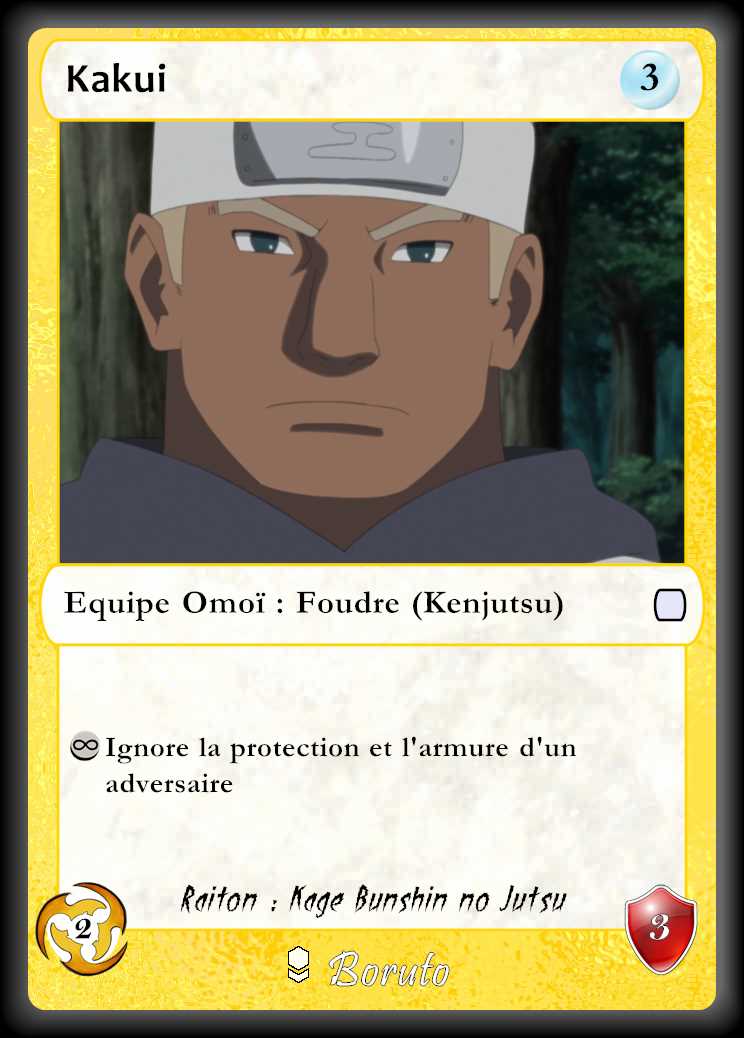 Kakui
3
Equipe Omoï : Foudre (Kenjutsu)
∞ Ignore la protection et l'armure d'un
adversaire
Raiton : Kage Bunshin no Jutsu
2
3
Boruto